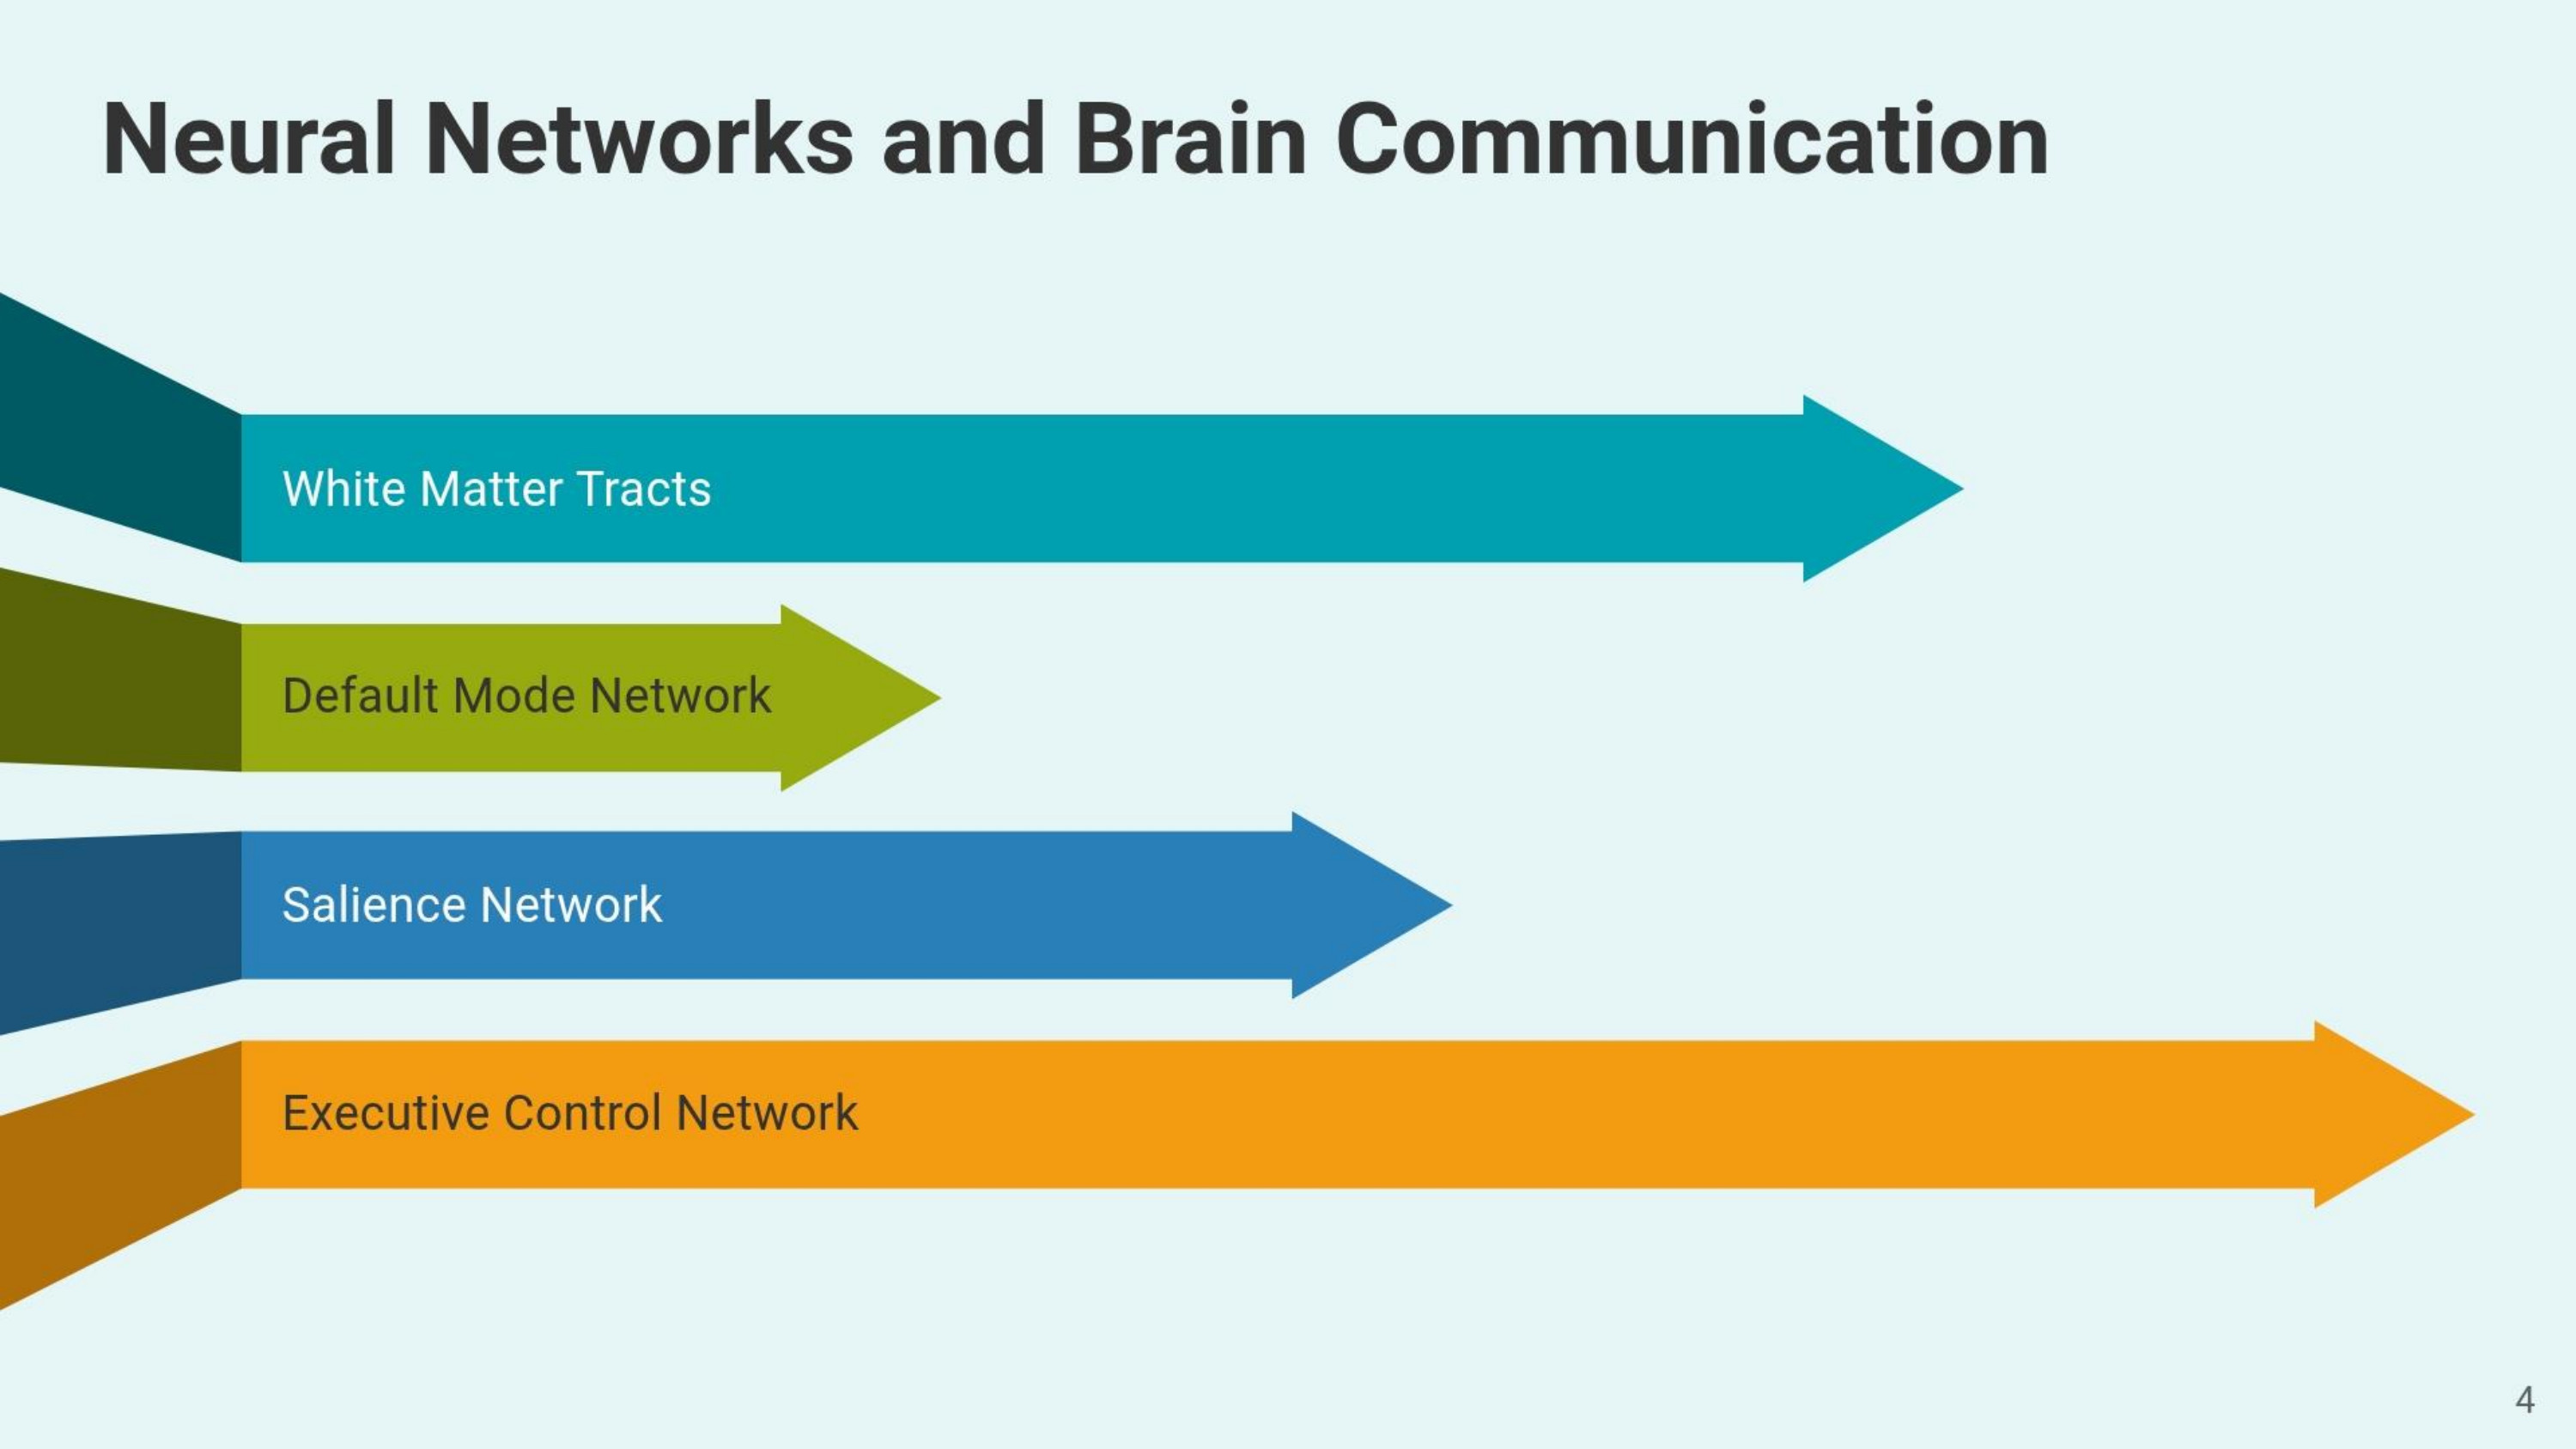 Neural Networks and Brain Communication
White Matter Tracts
Default Mode Network
Salience Network
Executive Control Network
4